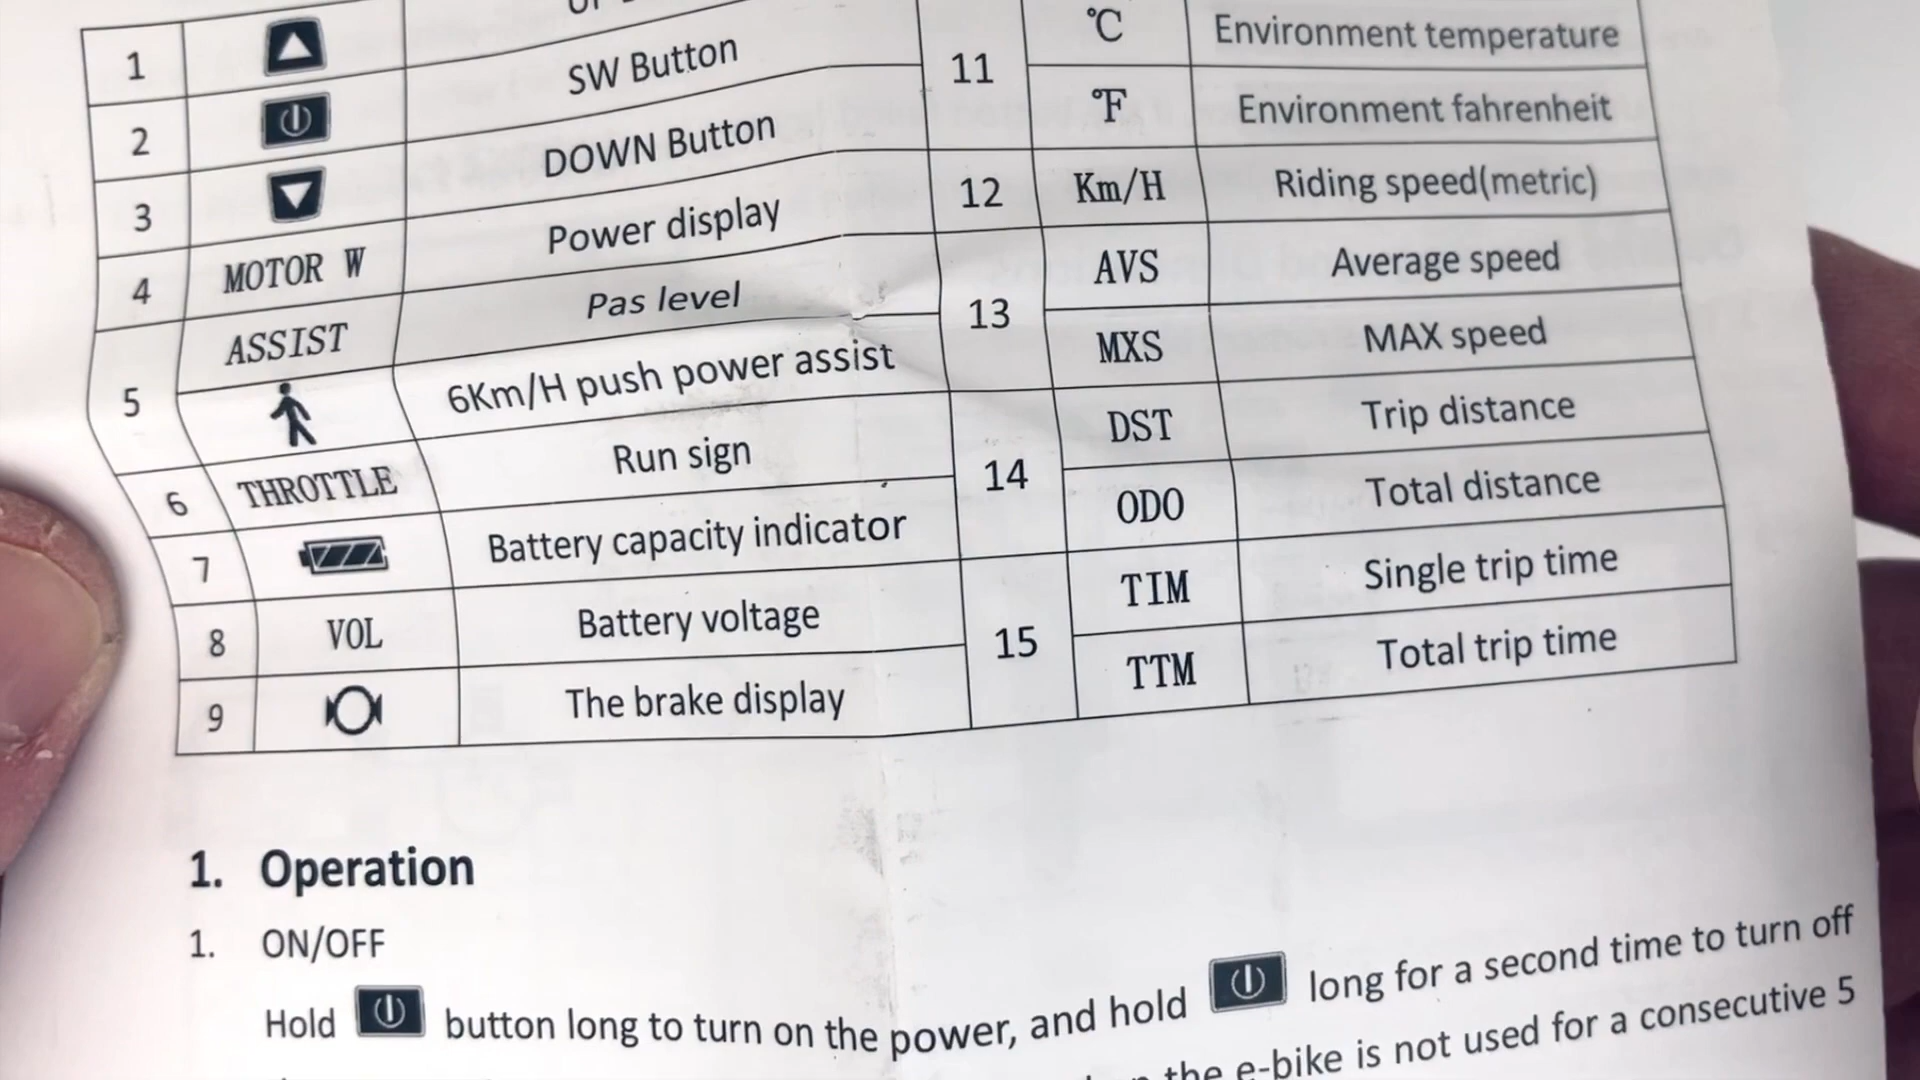 1
2 SW Button
3 DOWN Button
4 MOTOR W Power display
5 ASSIST Pas level
6Km/H push power assist
6 THROTTLE Run sign
7 Battery capacity indicator
8 VOL Battery voltage
9 The brake display
11 °C Environment temperature
°F Environment fahrenheit
12 Km/H Riding speed(metric)
13 AVS Average speed
MXS MAX speed
14 DST Trip distance
ODO Total distance
15 TIM Single trip time
TTM Total trip time
1. Operation
1. ON/OFF
Hold button long to turn on the power, and hold long for a second time to turn off
the e-bike is not used for a consecutive 5